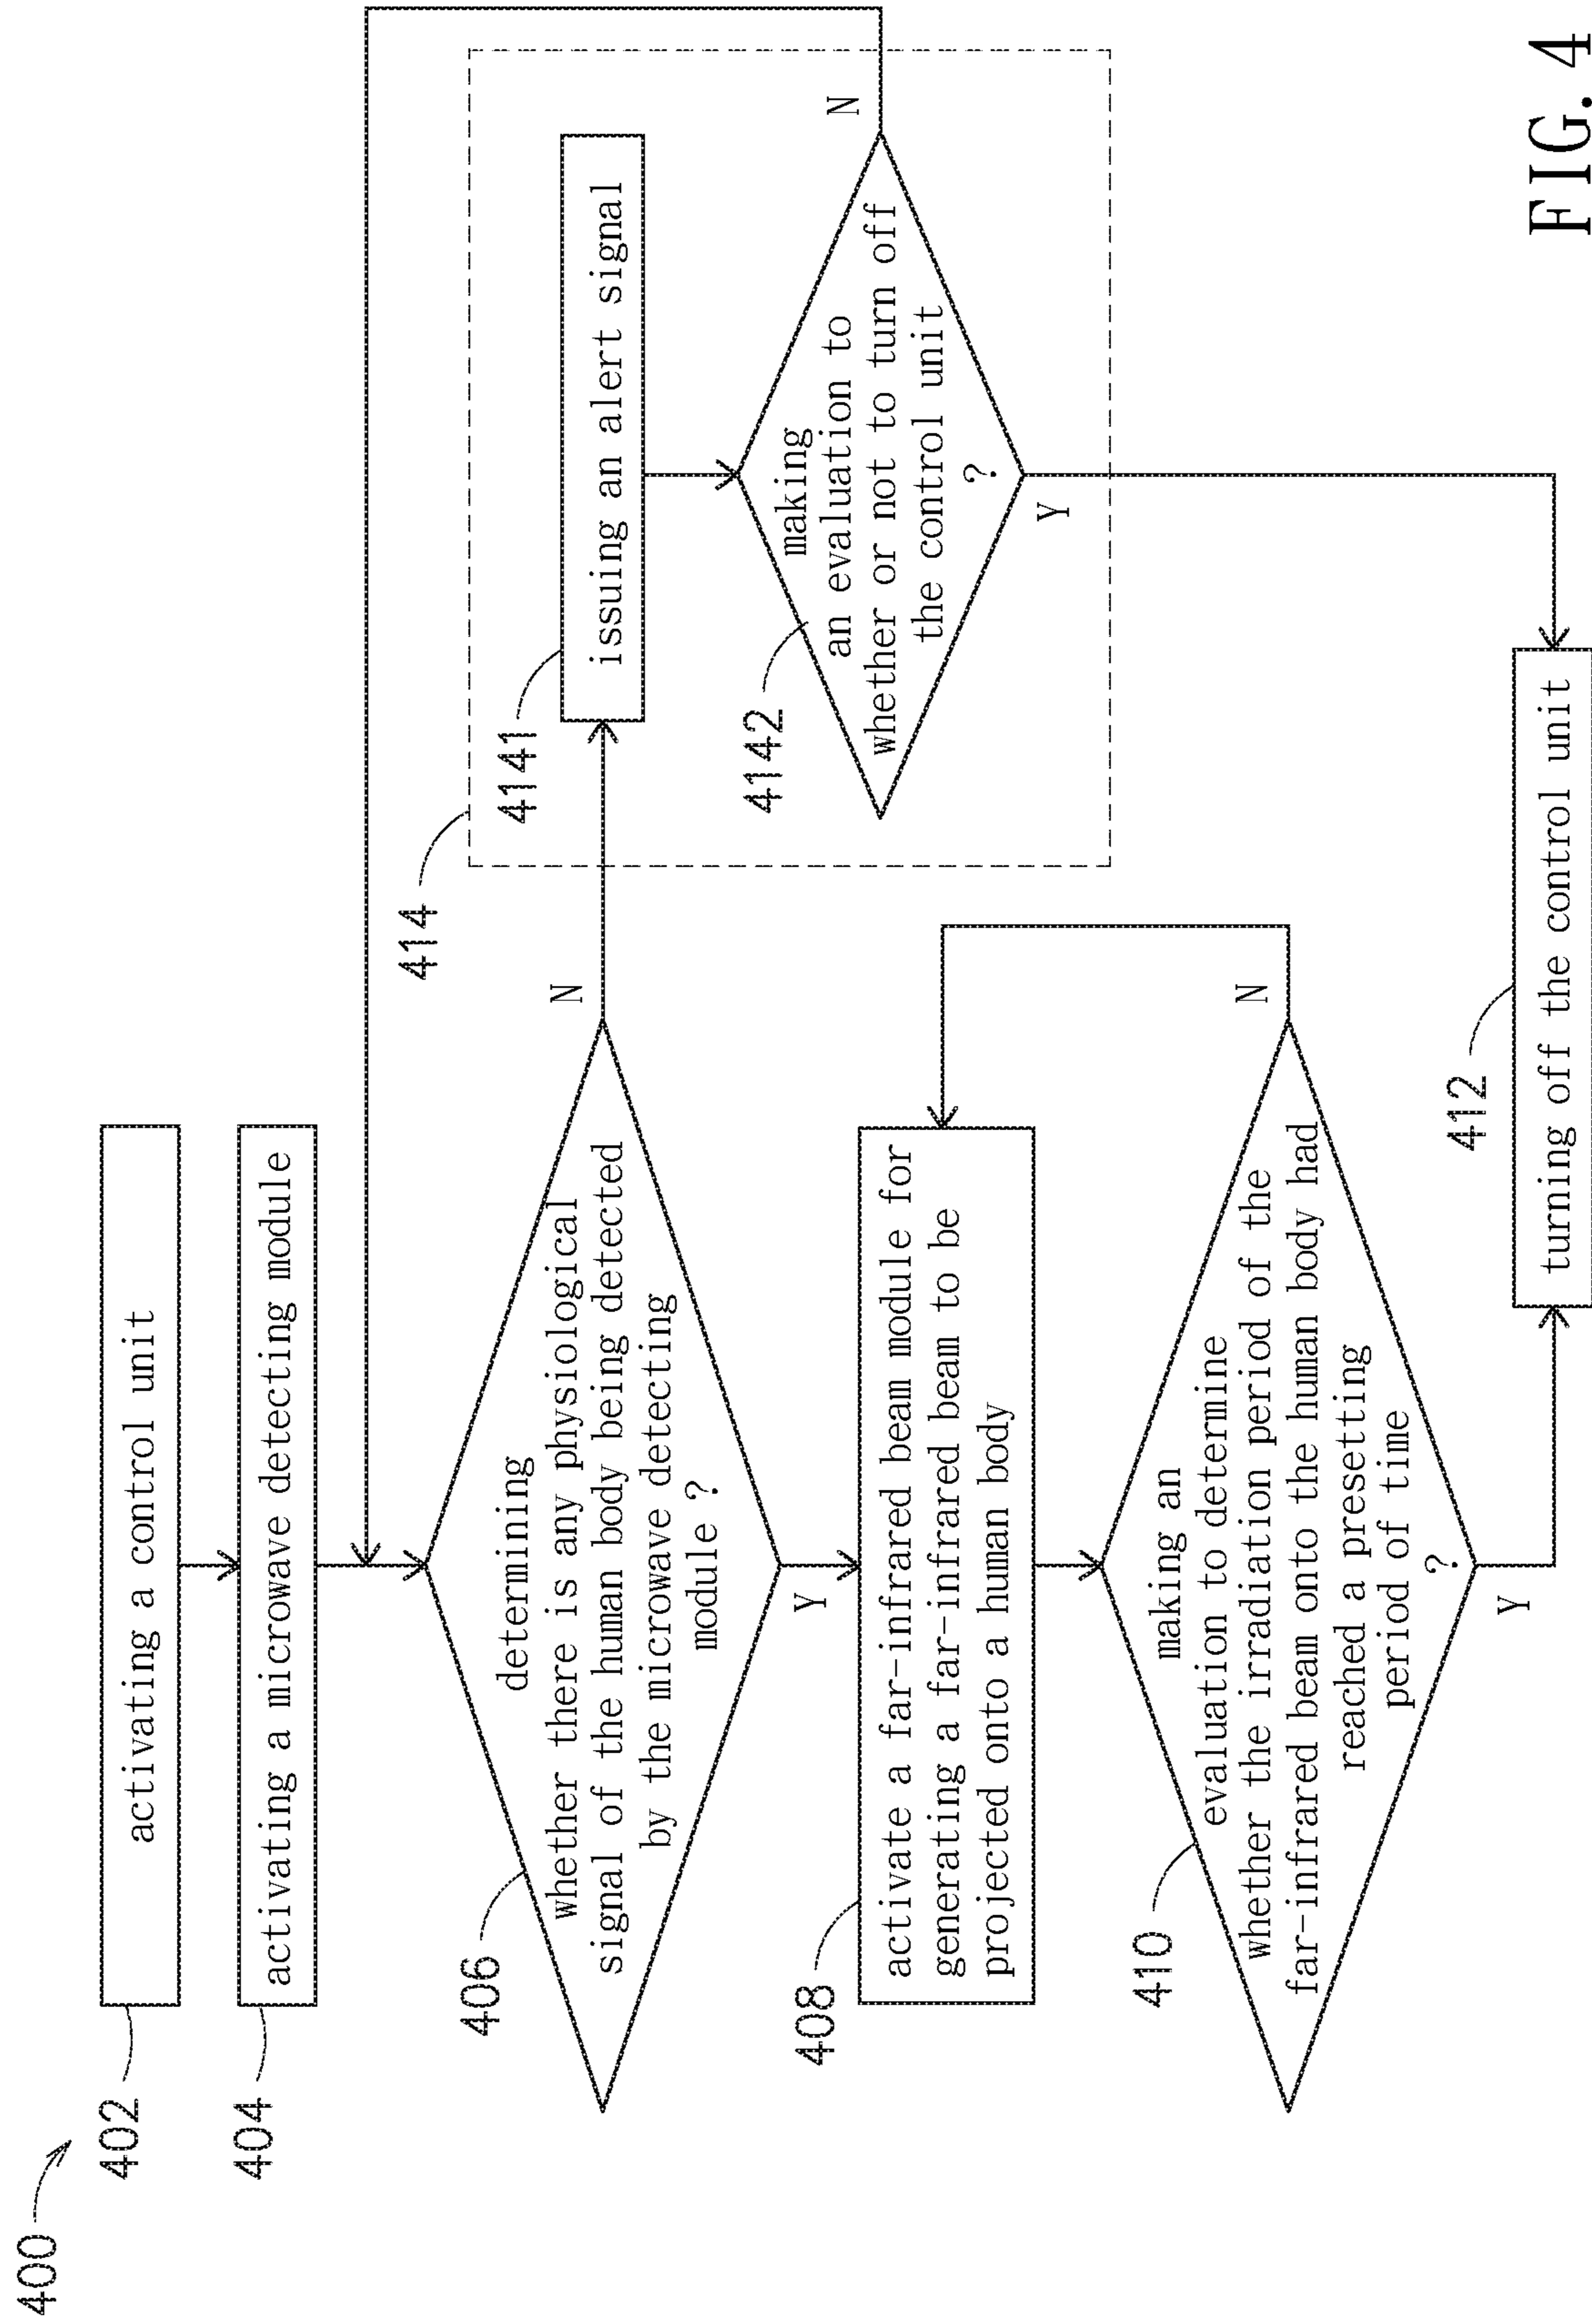 400
402
activating a control unit
404
activating a microwave detecting module
406
determining
whether there is any physiological
signal of the human body being detected
by the microwave detecting
module ?
N
Y
414
4141
issuing an alert signal
4142
making
an evaluation to
whether or not to turn off
the control unit
?
N
Y
408
activate a far-infrared beam module for
generating a far-infrared beam to be
projected onto a human body
410
making an
evaluation to determine
whether the irradiation period of the
far-infrared beam onto the human body had
reached a presetting
period of time
?
N
Y
412
turning off the control unit
FIG. 4